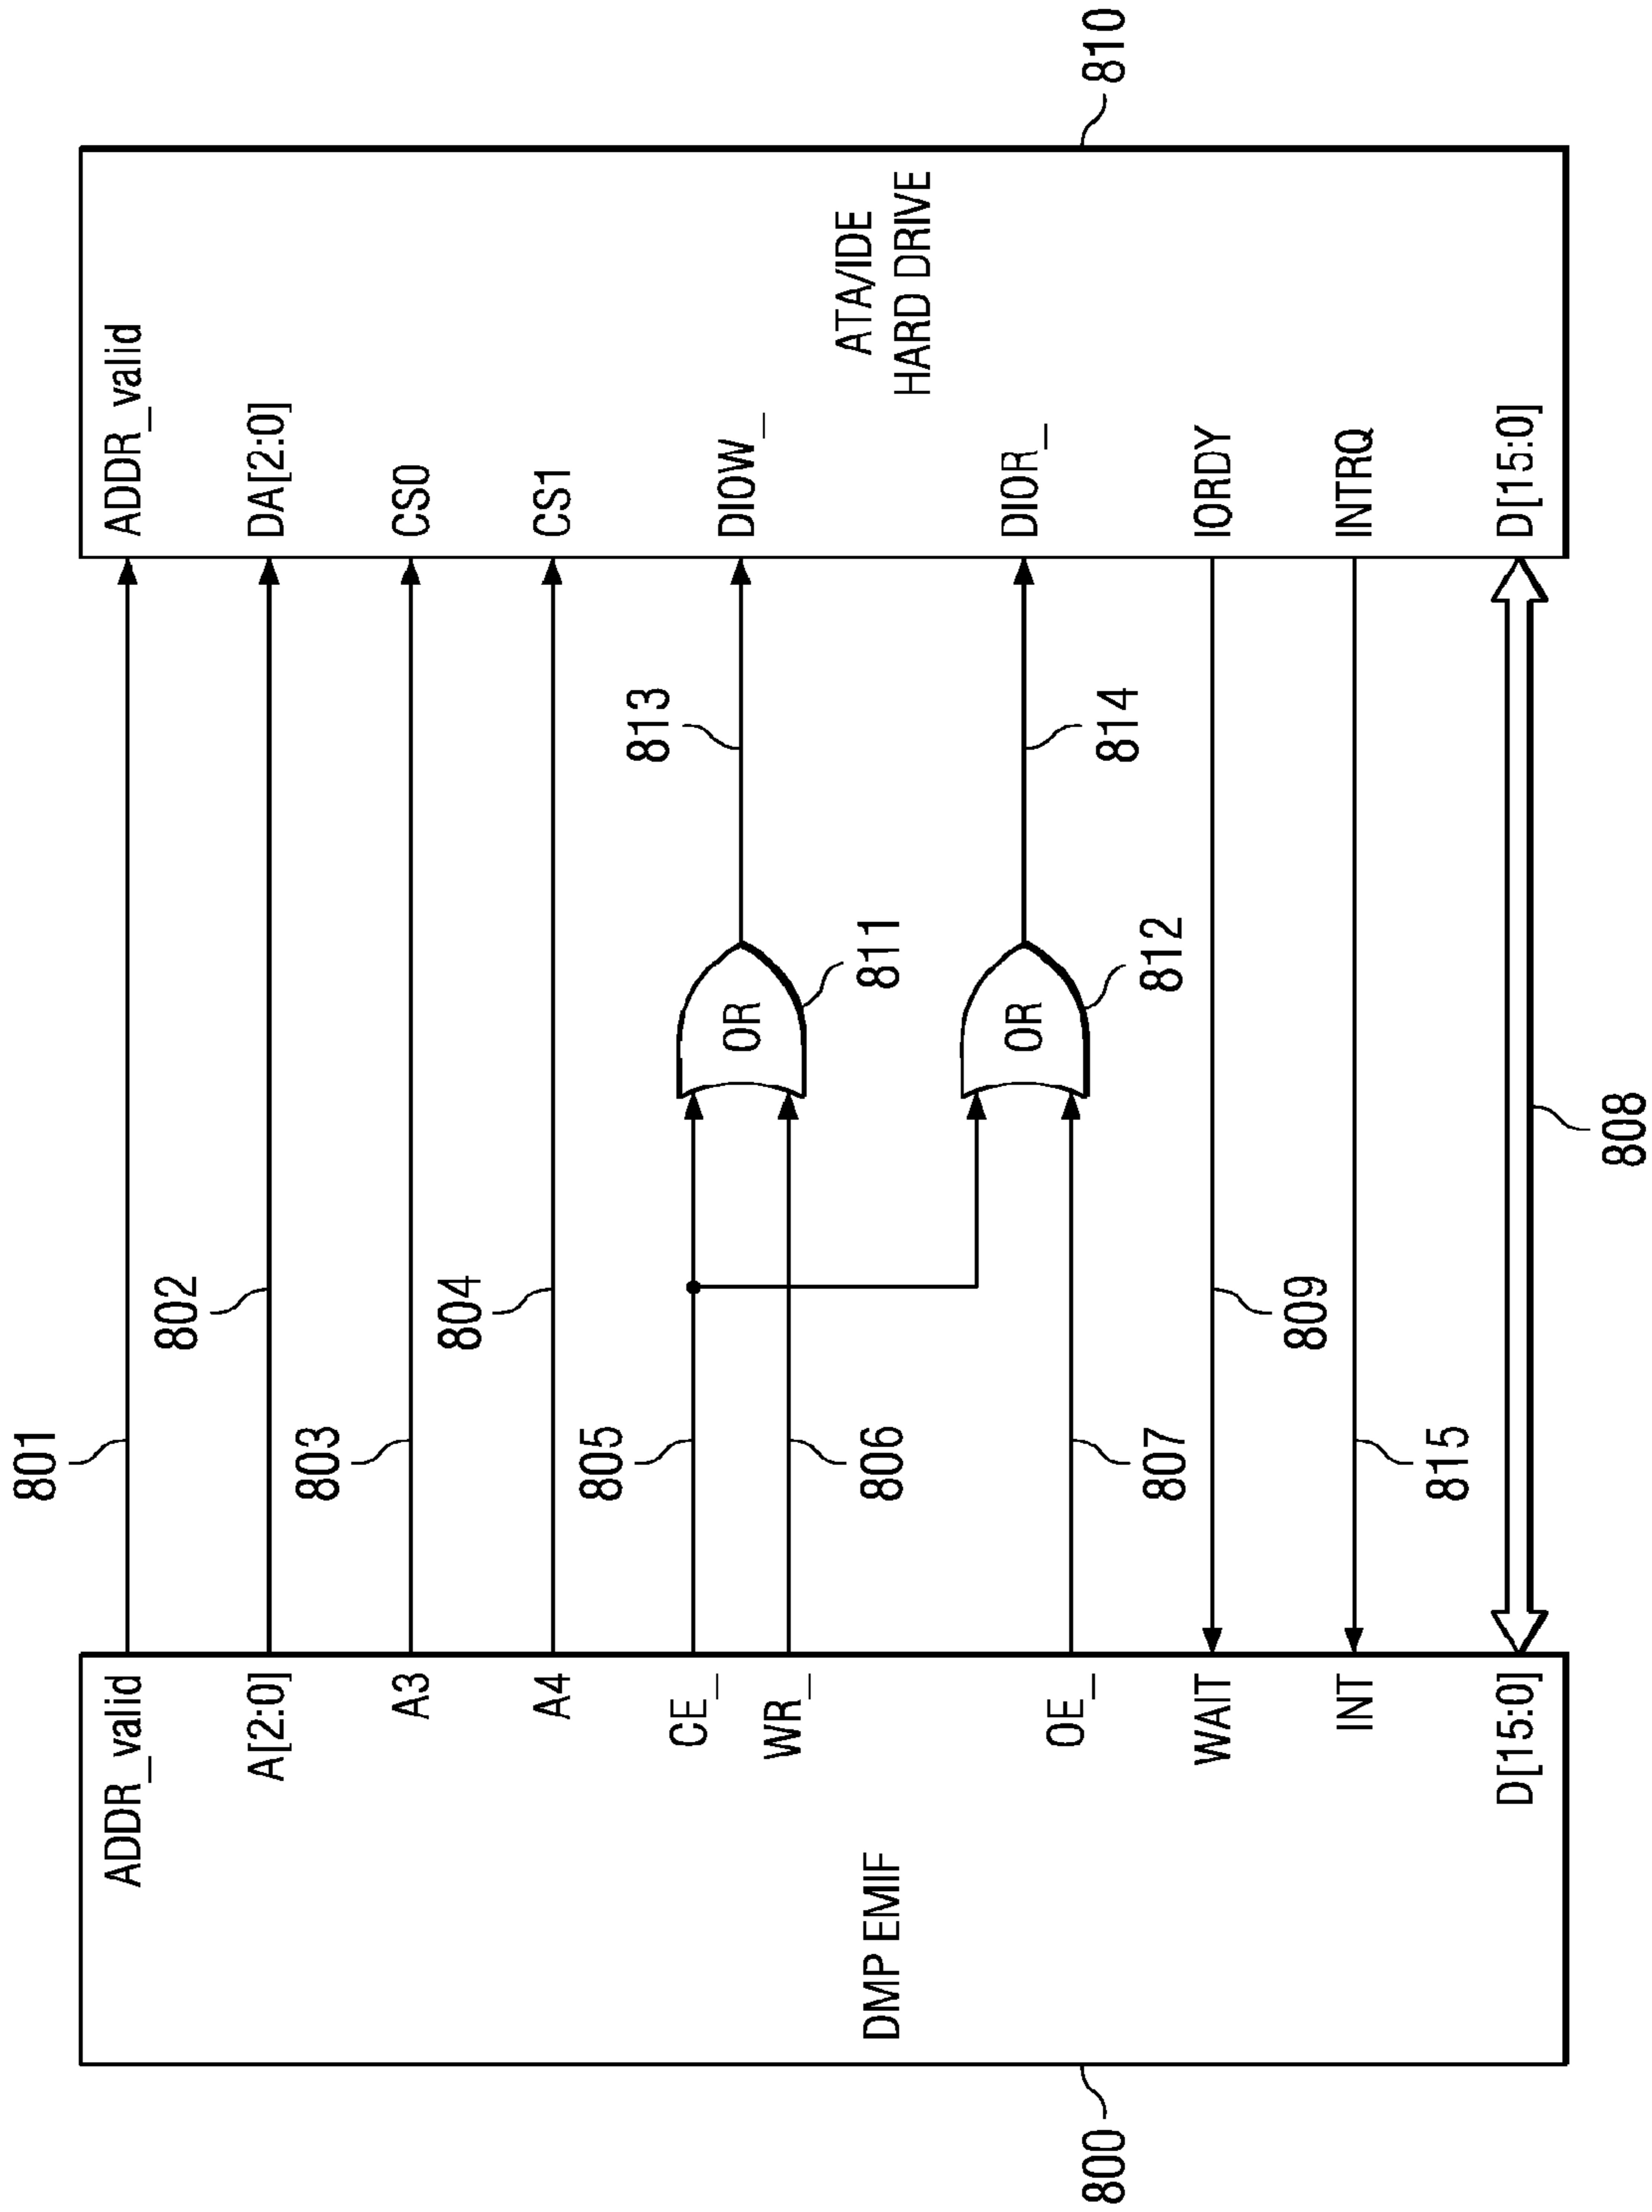 801
ADDR_valid
ADDR_valid
802
A[2:0]
DA[2:0]
803
A3
CS0
804
A4
CS1
805
CE_
813
OR
DIOW_
WR_
806
811
800
DMP EMIF
ATA/IDE
HARD DRIVE
810
OE_
807
OR
812
814
DIOR_
WAIT
809
IORDY
INT
815
INTRQ
D[15:0]
D[15:0]
808